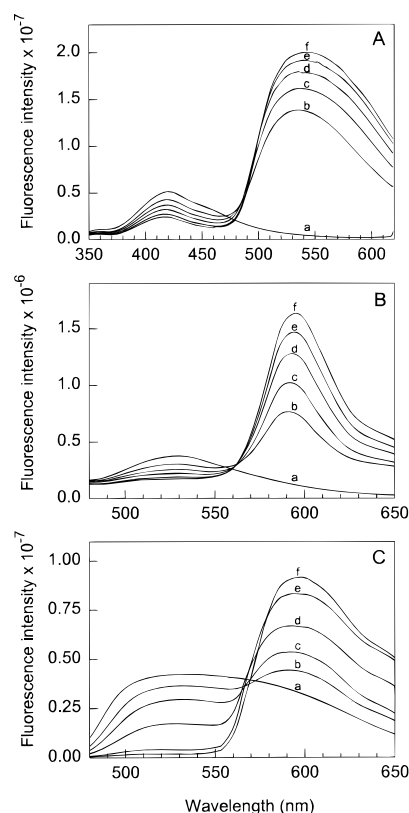 A
Fluorescence intensity x 10-7
2.0
1.5
1.0
0.5
0.0
f
e
d
c
b
a
350 400 450 500 550 600
B
Fluorescence intensity x 10-6
1.5
1.0
0.5
0.0
f
e
d
c
b
a
500 550 600 650
C
Fluorescence intensity x 10-7
1.00
0.75
0.50
0.25
0.00
f
e
d
c
b
a
500 550 600 650
Wavelength (nm)